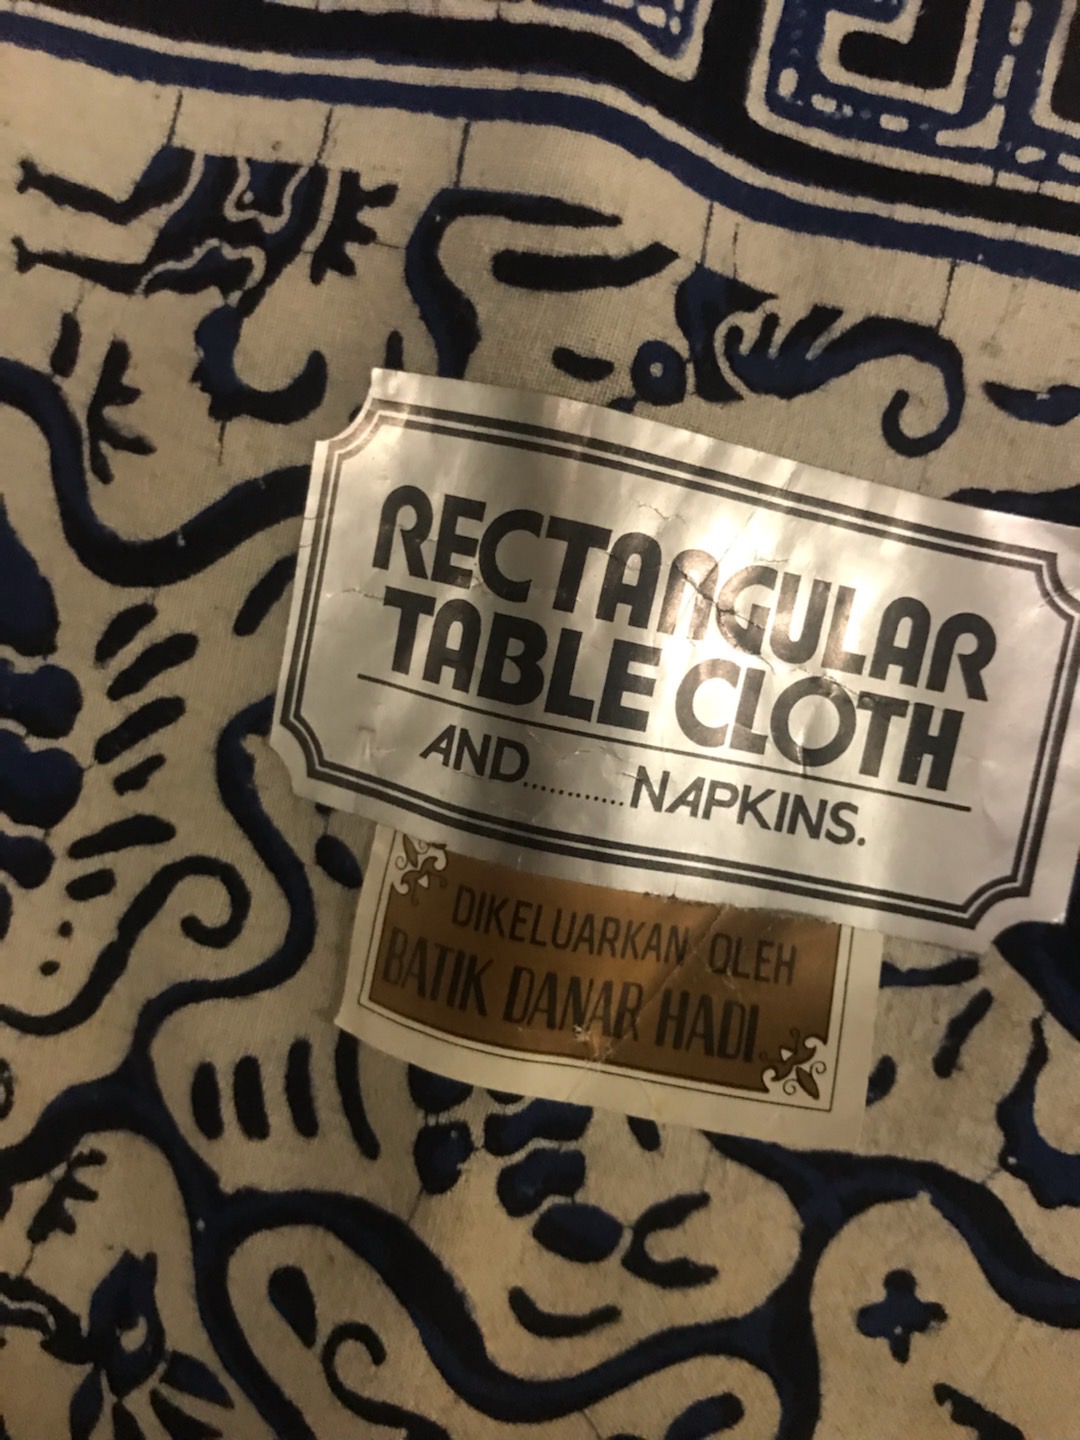 RECTANGULAR
TABLE CLOTH
AND............NAPKINS.
DIKELUARKAN OLEH
BATIK DANAR HADI